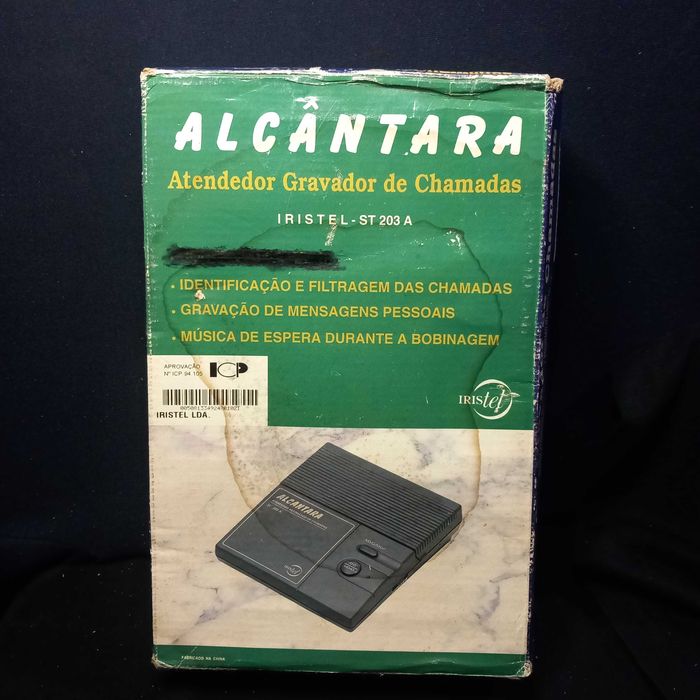 ALCÂNTARA
Atendedor Gravador de Chamadas
IRISTEL - ST 203 A
• IDENTIFICAÇÃO E FILTRAGEM DAS CHAMADAS
• GRAVAÇÃO DE MENSAGENS PESSOAIS
• MÚSICA DE ESPERA DURANTE A BOBINAGEM
APROVAÇÃO
Nº ICP 94 105
ICP
IRISTEL LDA.
IRIStel
ALCÂNTARA
FABRICADO NA CHINA